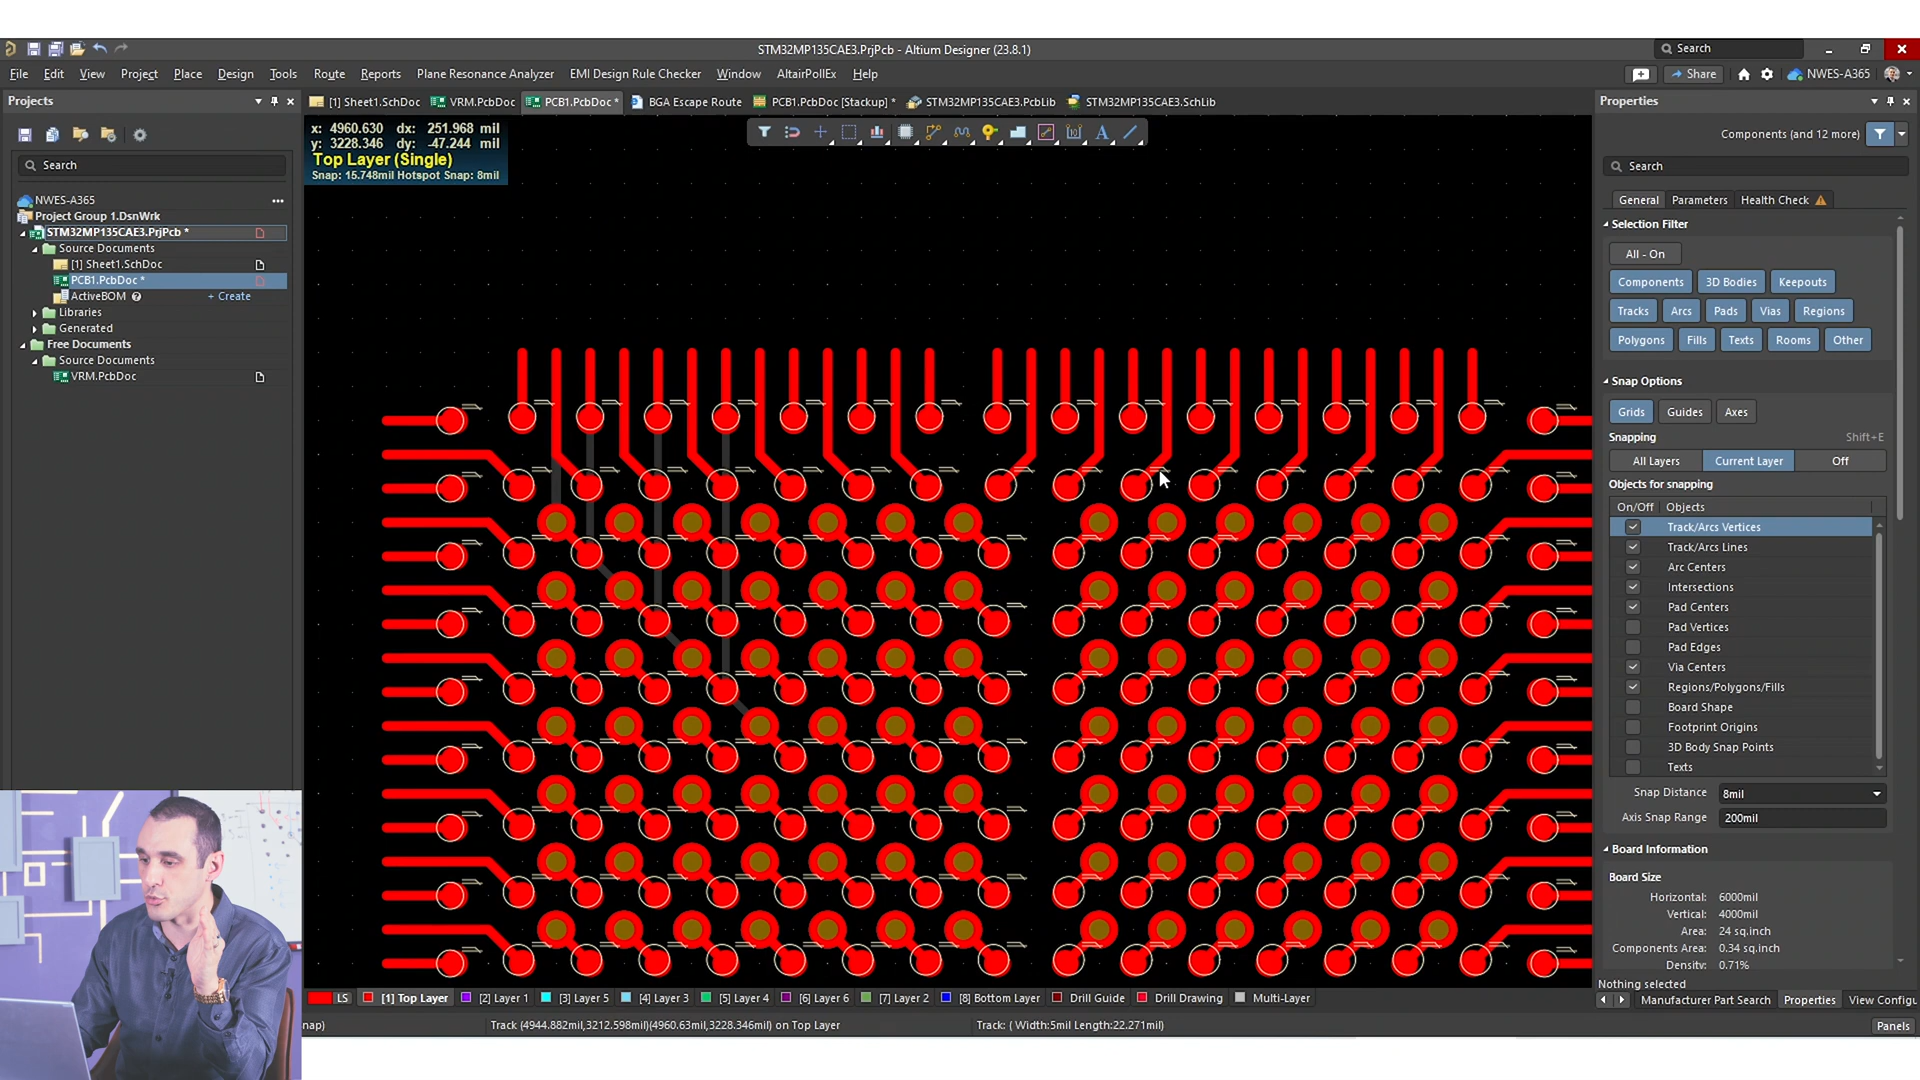 STM32MP135CAE3.PrjPcb - Altium Designer (23.8.1)
Search
File Edit View Project Place Design Tools Route Reports Plane Resonance Analyzer EMI Design Rule Checker Window AltairPollEx Help
Share
NWES-A365
Projects
[1] Sheet1.SchDoc
VRM.PcbDoc
PCB1.PcbDoc *
BGA Escape Route
PCB1.PcbDoc [Stackup] *
STM32MP135CAE3.PcbLib
STM32MP135CAE3.SchLib
Properties
x: 4960.630 dx: 251.968 mil
y: 3228.346 dy: -47.244 mil
Top Layer (Single)
Snap: 15.748mil Hotspot Snap: 8mil
Search
NWES-A365
Project Group 1.DsnWrk
STM32MP135CAE3.PrjPcb *
Source Documents
[1] Sheet1.SchDoc
PCB1.PcbDoc *
ActiveBOM
+ Create
Libraries
Generated
Free Documents
Source Documents
VRM.PcbDoc
Components (and 12 more)
Search
General Parameters Health Check
Selection Filter
All - On
Components 3D Bodies Keepouts
Tracks Arcs Pads Vias Regions
Polygons Fills Texts Rooms Other
Snap Options
Grids Guides Axes
Snapping Shift+E
All Layers Current Layer Off
Objects for snapping
On/Off Objects
Track/Arcs Vertices
Track/Arcs Lines
Arc Centers
Intersections
Pad Centers
Pad Vertices
Pad Edges
Via Centers
Regions/Polygons/Fills
Board Shape
Footprint Origins
3D Body Snap Points
Texts
Snap Distance 8mil
Axis Snap Range 200mil
Board Information
Board Size
Horizontal: 6000mil
Vertical: 4000mil
Area: 24 sq.inch
Components Area: 0.34 sq.inch
Density: 0.71%
Nothing selected
LS [1] Top Layer [2] Layer 1 [3] Layer 5 [4] Layer 3 [5] Layer 4 [6] Layer 6 [7] Layer 2 [8] Bottom Layer Drill Guide Drill Drawing Multi-Layer
Manufacturer Part Search Properties View Configu
nap) Track (4944.882mil,3212.598mil)(4960.63mil,3228.346mil) on Top Layer Track: ( Width:5mil Length:22.271mil)
Panels